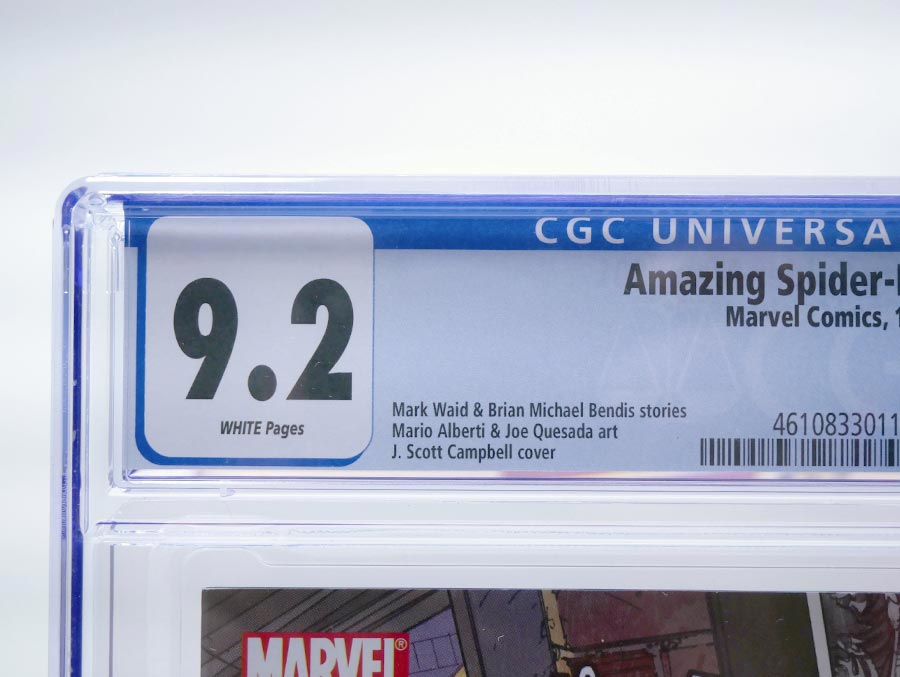 CGC UNIVERSA
9.2
WHITE Pages
Amazing Spider-
Marvel Comics, 1
Mark Waid & Brian Michael Bendis stories
Mario Alberti & Joe Quesada art
J. Scott Campbell cover
4610833011
MARVEL®